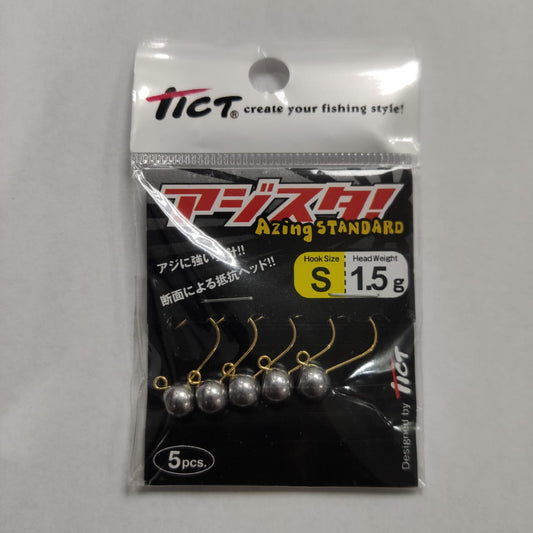 TICT® create your fishing style!
アジスタ!
Azing STANDARD
アジに強い
断面による抵抗ヘッド!!
Hook Size
S
Head Weight
1.5g
5pcs.
Designed by TICT